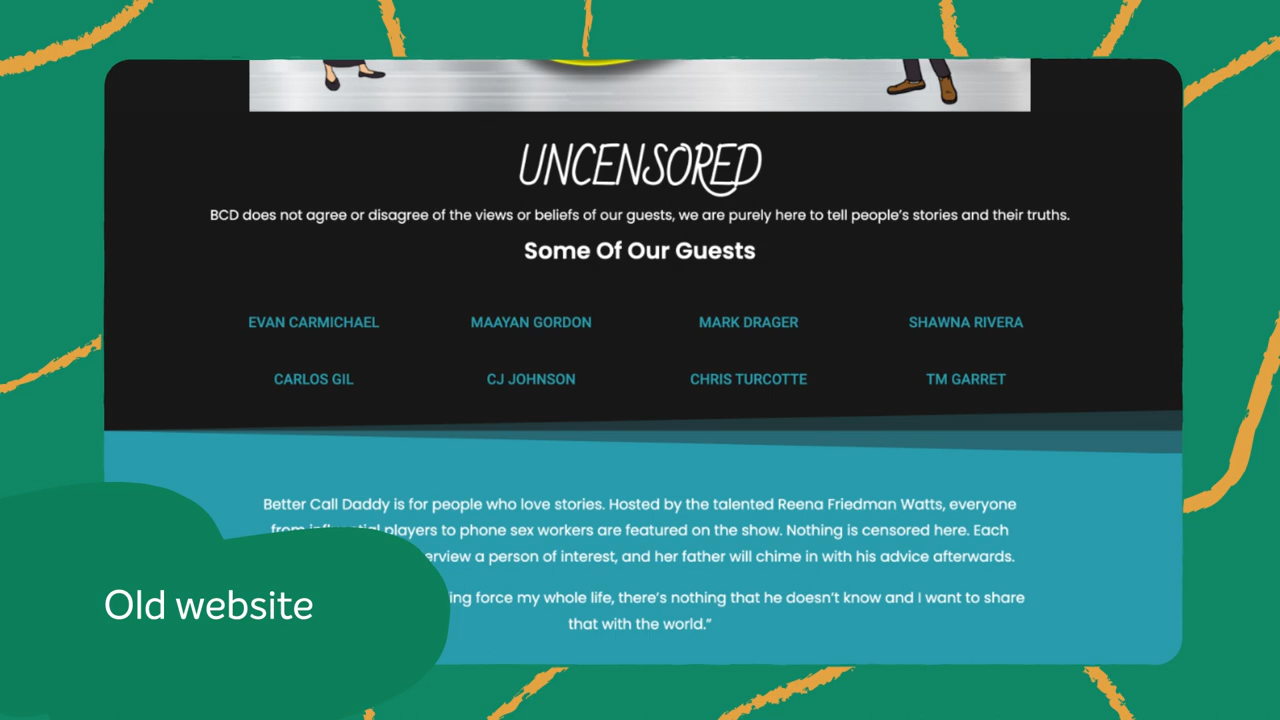 UNCENSORED
BCD does not agree or disagree of the views or beliefs of our guests, we are purely here to tell people's stories and their truths.
Some Of Our Guests
EVAN CARMICHAEL MAAYAN GORDON MARK DRAGER SHAWNA RIVERA
CARLOS GIL CJ JOHNSON CHRIS TURCOTTE TM GARRET
Better Call Daddy is for people who love stories. Hosted by the talented Reena Friedman Watts, everyone
from influential players to phone sex workers are featured on the show. Nothing is censored here. Each
a person of interest, and her father will chime in with his advice afterwards.
force my whole life, there's nothing that he doesn't know and I want to share
that with the world."
Old website